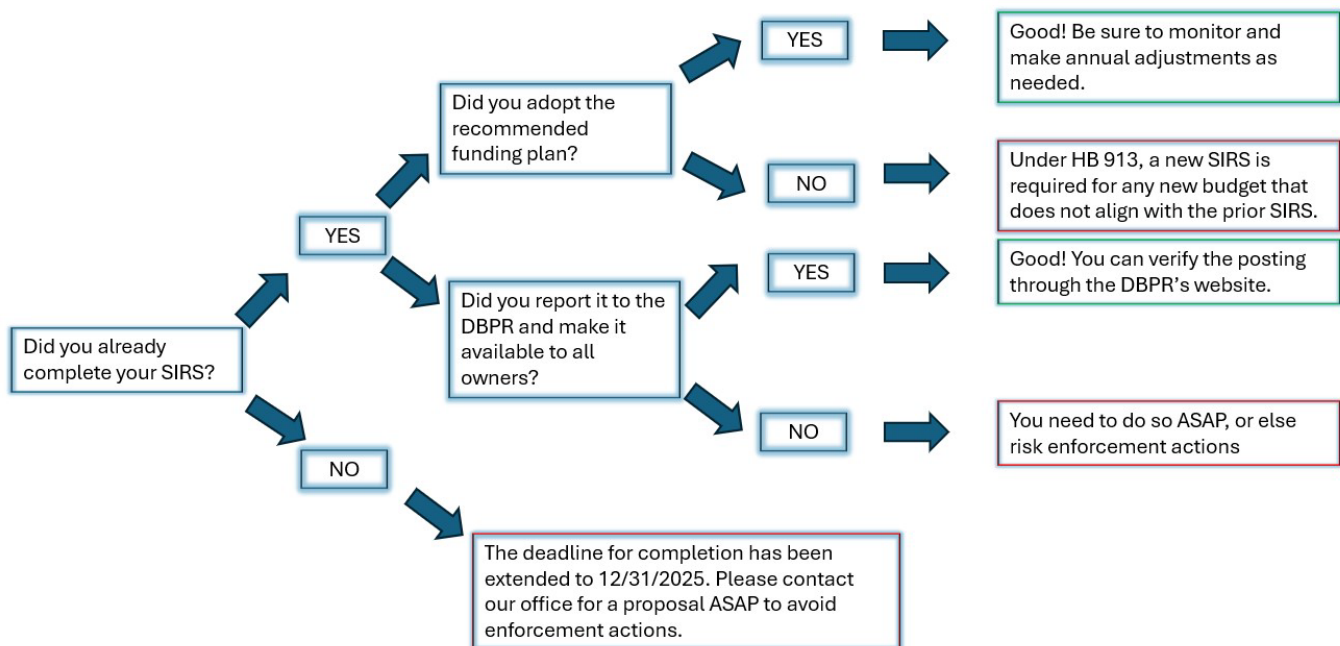 YES
Good! Be sure to monitor and
make annual adjustments as
needed.
Did you adopt the
recommended
funding plan?
NO
Under HB 913, a new SIRS is
required for any new budget that
does not align with the prior SIRS.
YES
YES
Good! You can verify the posting
through the DBPR’s website.
Did you report it to the
DBPR and make it
available to all
owners?
Did you already
complete your SIRS?
NO
You need to do so ASAP, or else
risk enforcement actions
NO
The deadline for completion has been
extended to 12/31/2025. Please contact
our office for a proposal ASAP to avoid
enforcement actions.